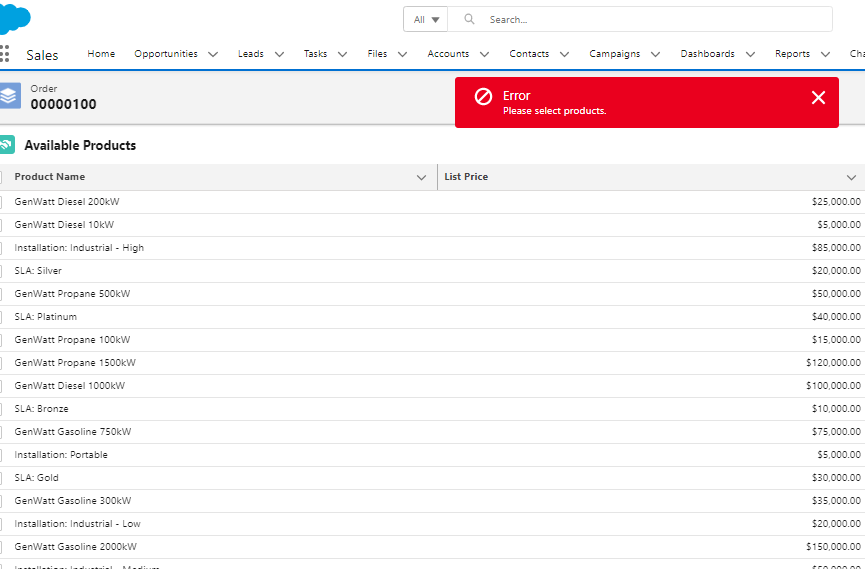 All Search...
Sales Home Opportunities Leads Tasks Files Accounts Contacts Campaigns Dashboards Reports
Order
00000100
Error
Please select products.
Available Products
Product Name List Price
GenWatt Diesel 200kW $25,000.00
GenWatt Diesel 10kW $5,000.00
Installation: Industrial - High $85,000.00
SLA: Silver $20,000.00
GenWatt Propane 500kW $50,000.00
SLA: Platinum $40,000.00
GenWatt Propane 100kW $15,000.00
GenWatt Propane 1500kW $120,000.00
GenWatt Diesel 1000kW $100,000.00
SLA: Bronze $10,000.00
GenWatt Gasoline 750kW $75,000.00
Installation: Portable $5,000.00
SLA: Gold $30,000.00
GenWatt Gasoline 300kW $35,000.00
Installation: Industrial - Low $20,000.00
GenWatt Gasoline 2000kW $150,000.00
Installation: Industrial - Medium $50,000.00